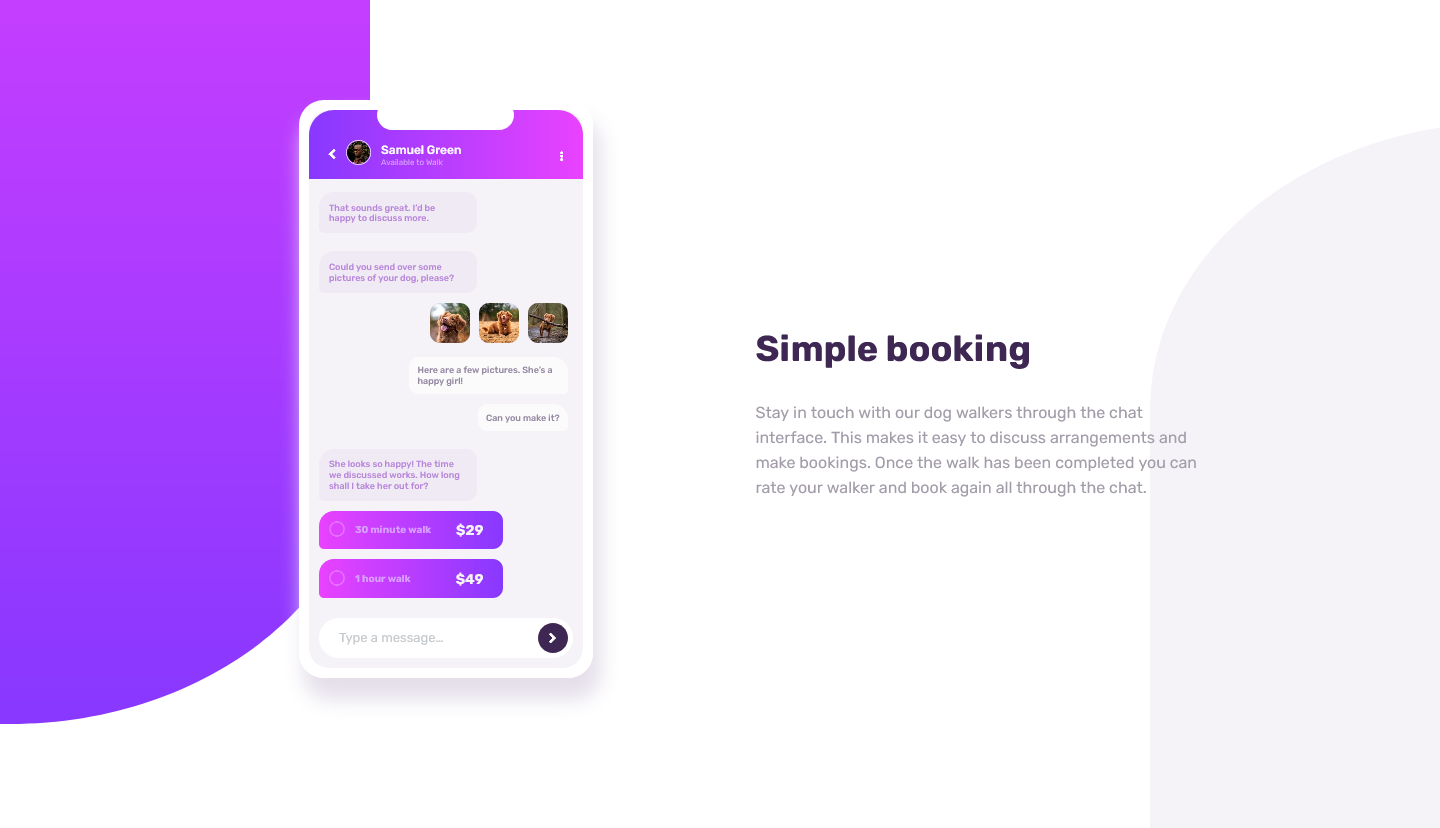 Samuel Green
Available to Walk
That sounds great. I'd be
happy to discuss more.
Could you send over some
pictures of your dog, please?
Here are a few pictures. She's a
happy girl!
Can you make it?
She looks so happy! The time
we discussed works. How long
shall I take her out for?
30 minute walk $29
1 hour walk $49
Type a message…
Simple booking
Stay in touch with our dog walkers through the chat
interface. This makes it easy to discuss arrangements and
make bookings. Once the walk has been completed you can
rate your walker and book again all through the chat.